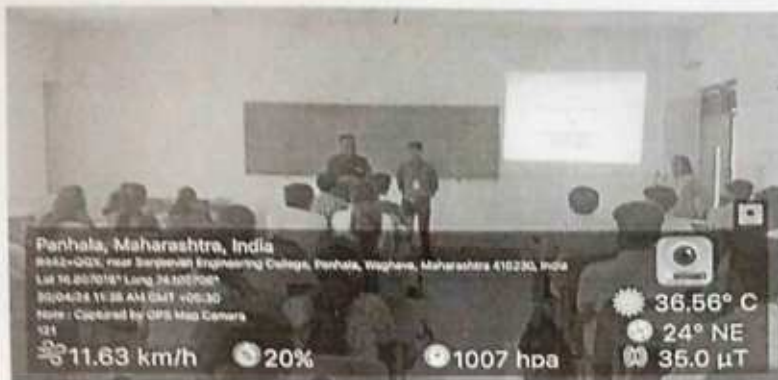 Panhala, Maharashtra, India
near Sanjeevan Engineering College, Panhala, Waghave, Maharashtra 416230, India
Lat Long
30/04/24 11:38 AM GMT +05:30
Note : Captured by GPS Map Camera
121
11.63 km/h
20%
1007 hpa
36.56° C
24° NE
35.0 µT